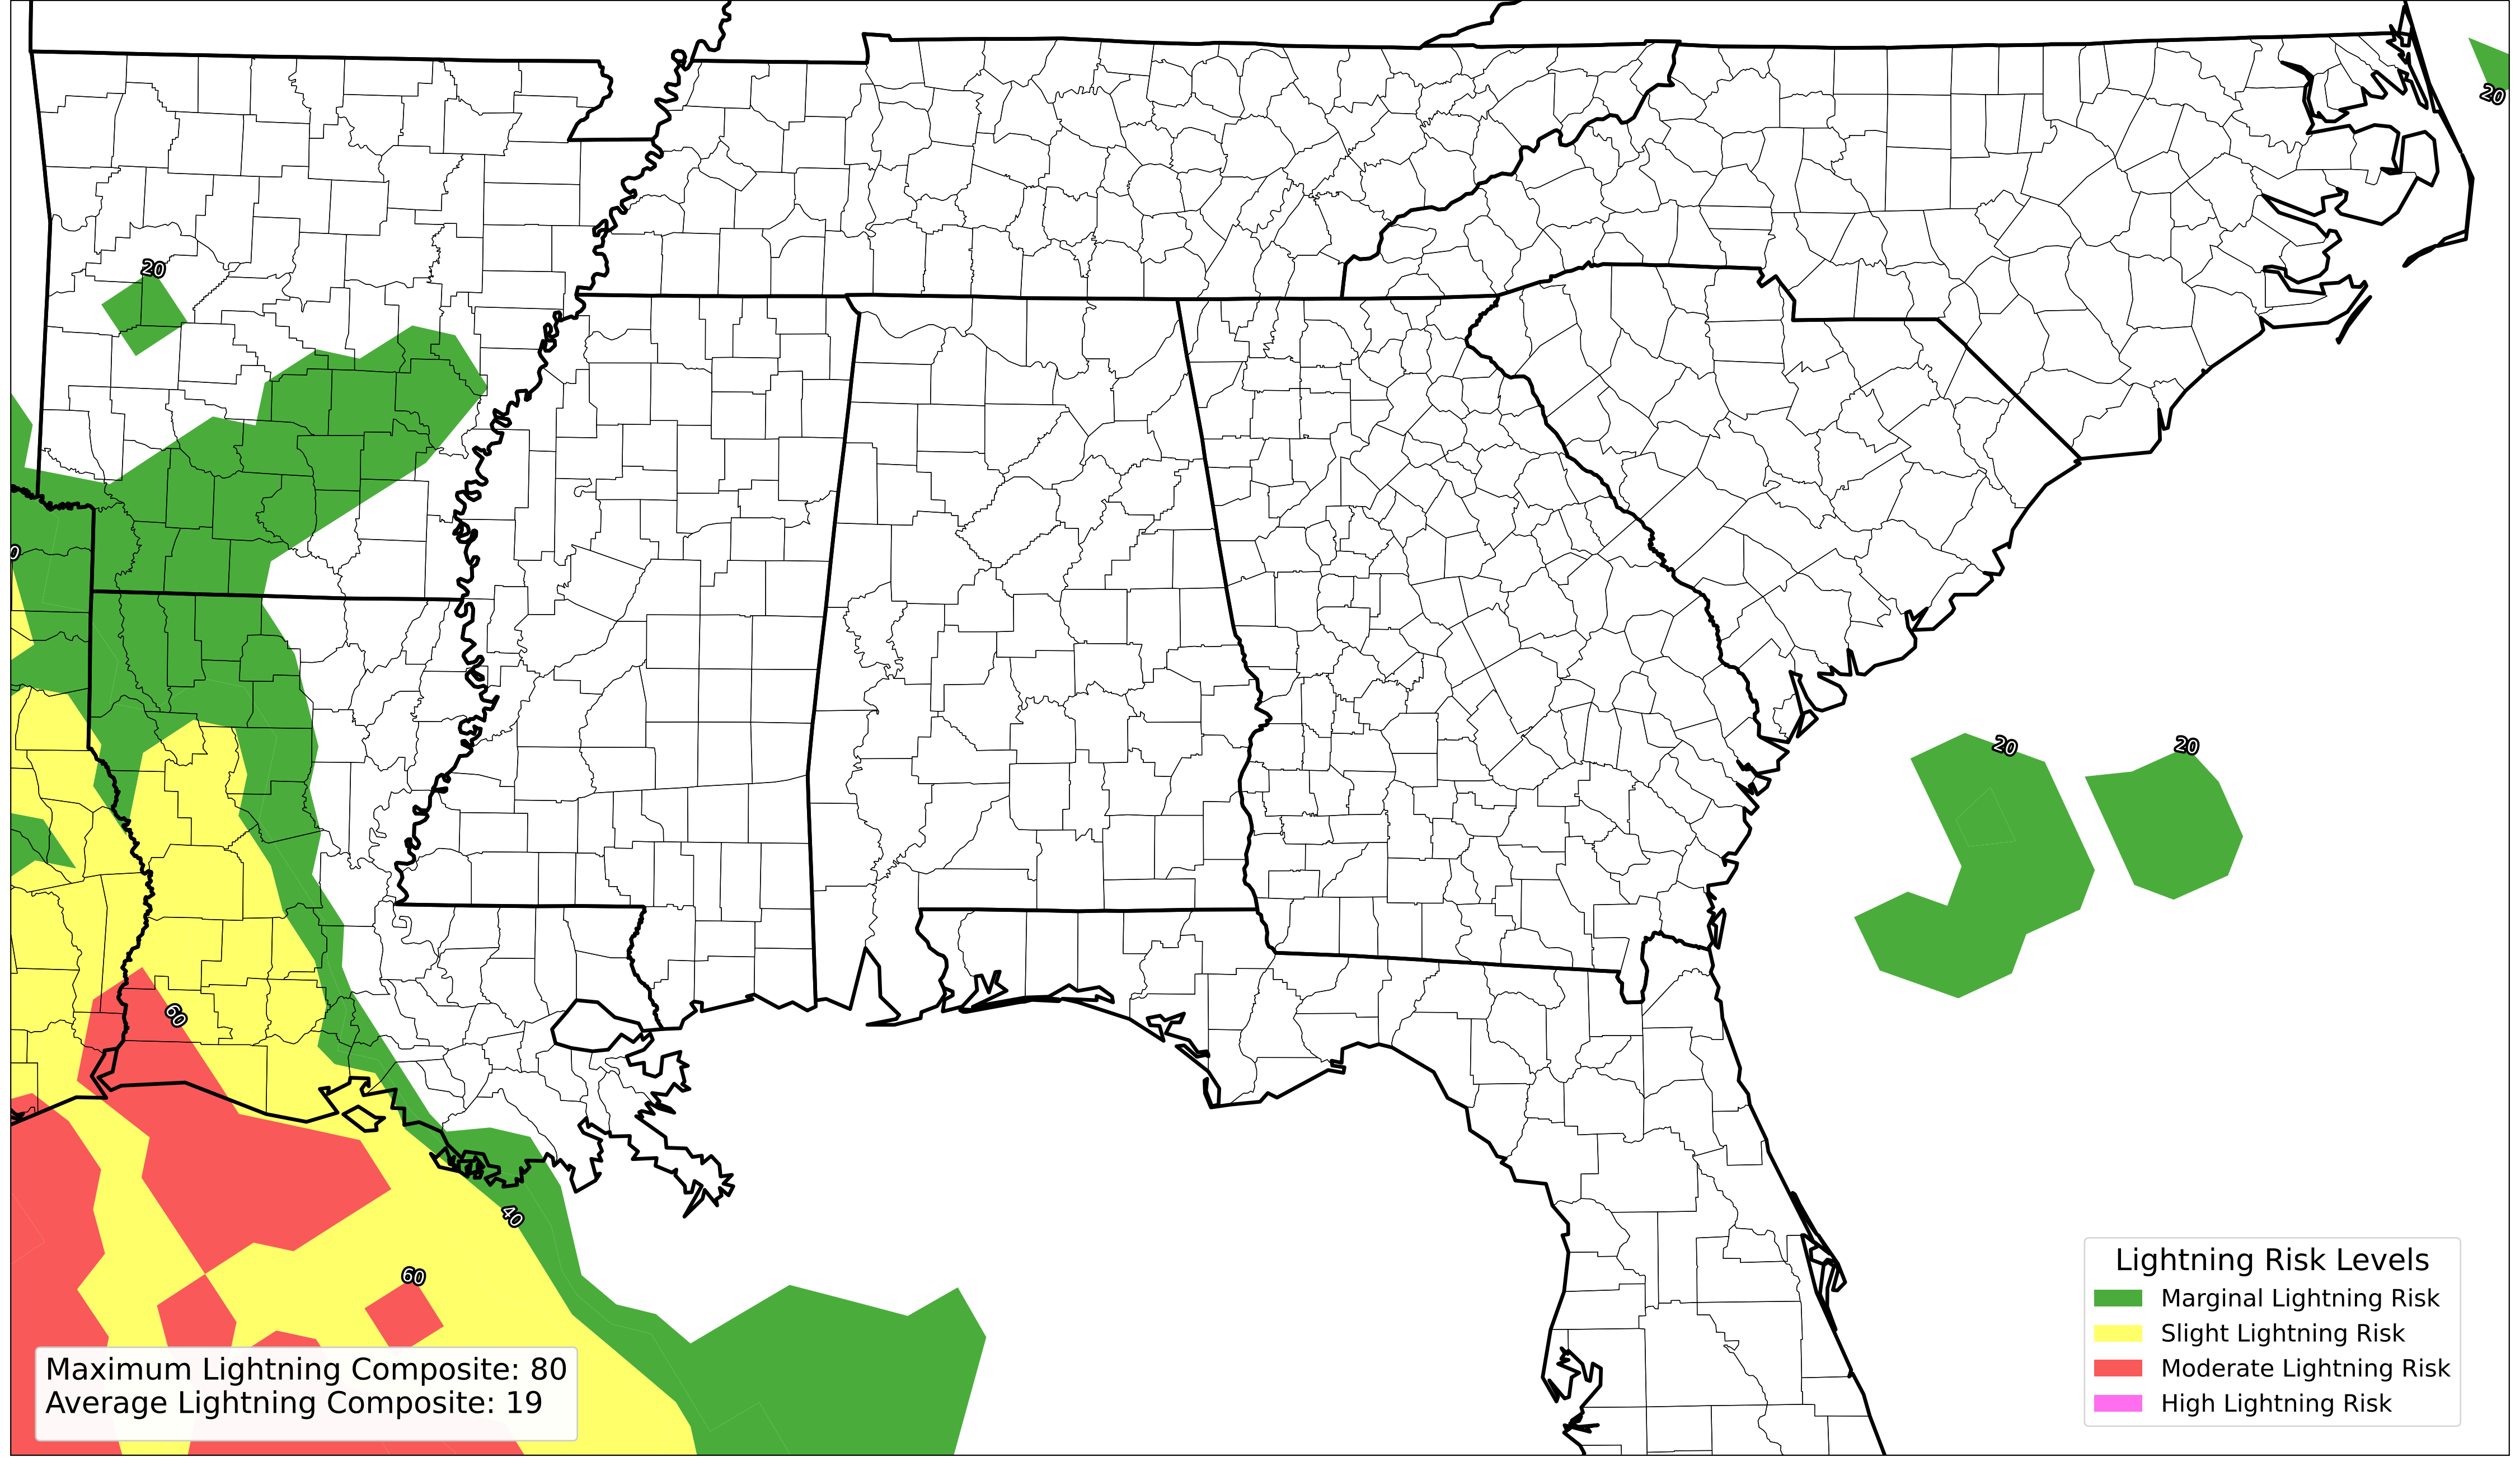 20
20
0
20
20
60
40
60
Lightning Risk Levels
Marginal Lightning Risk
Slight Lightning Risk
Moderate Lightning Risk
High Lightning Risk
Maximum Lightning Composite: 80
Average Lightning Composite: 19